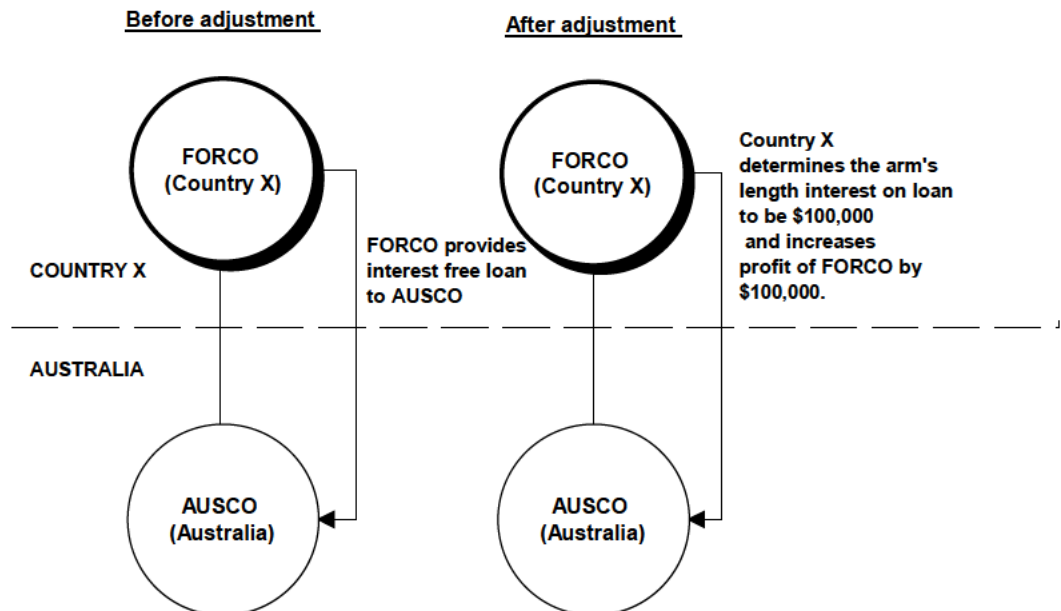 Before adjustment
After adjustment
FORCO
(Country X)
FORCO
(Country X)
Country X
determines the arm's
length interest on loan
to be $100,000
and increases
profit of FORCO by
$100,000.
FORCO provides
interest free loan
to AUSCO
COUNTRY X
AUSTRALIA
AUSCO
(Australia)
AUSCO
(Australia)